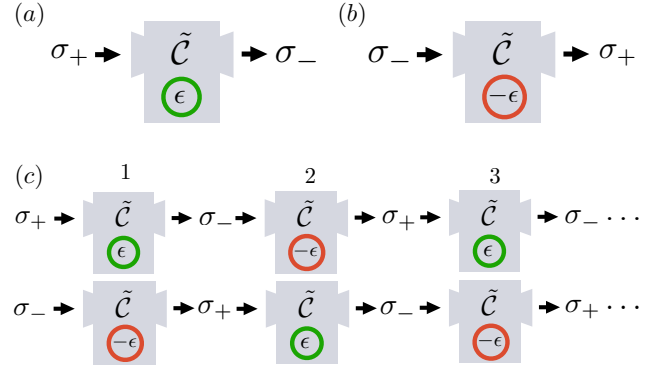 (a) (b)
σ₊ C̃ σ₋ σ₋ C̃ σ₊
ϵ −ϵ
(c) 1 2 3
σ₊ C̃ σ₋ C̃ σ₊ C̃ σ₋ ···
ϵ −ϵ ϵ
σ₋ C̃ σ₊ C̃ σ₋ C̃ σ₊ ···
−ϵ ϵ −ϵ